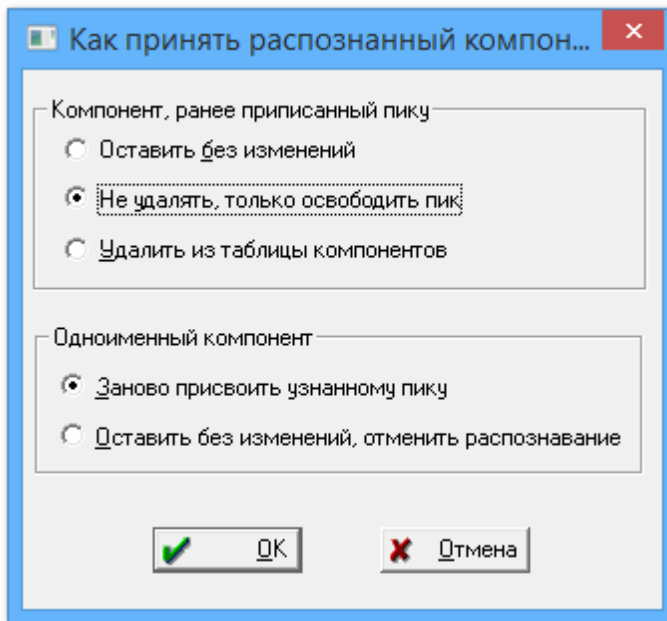 Как принять распознанный компон...
Компонент, ранее приписанный пику
Оставить без изменений
Не удалять, только освободить пик
Удалить из таблицы компонентов
Одноименный компонент
Заново присвоить узнанному пику
Оставить без изменений, отменить распознавание
OK
Отмена